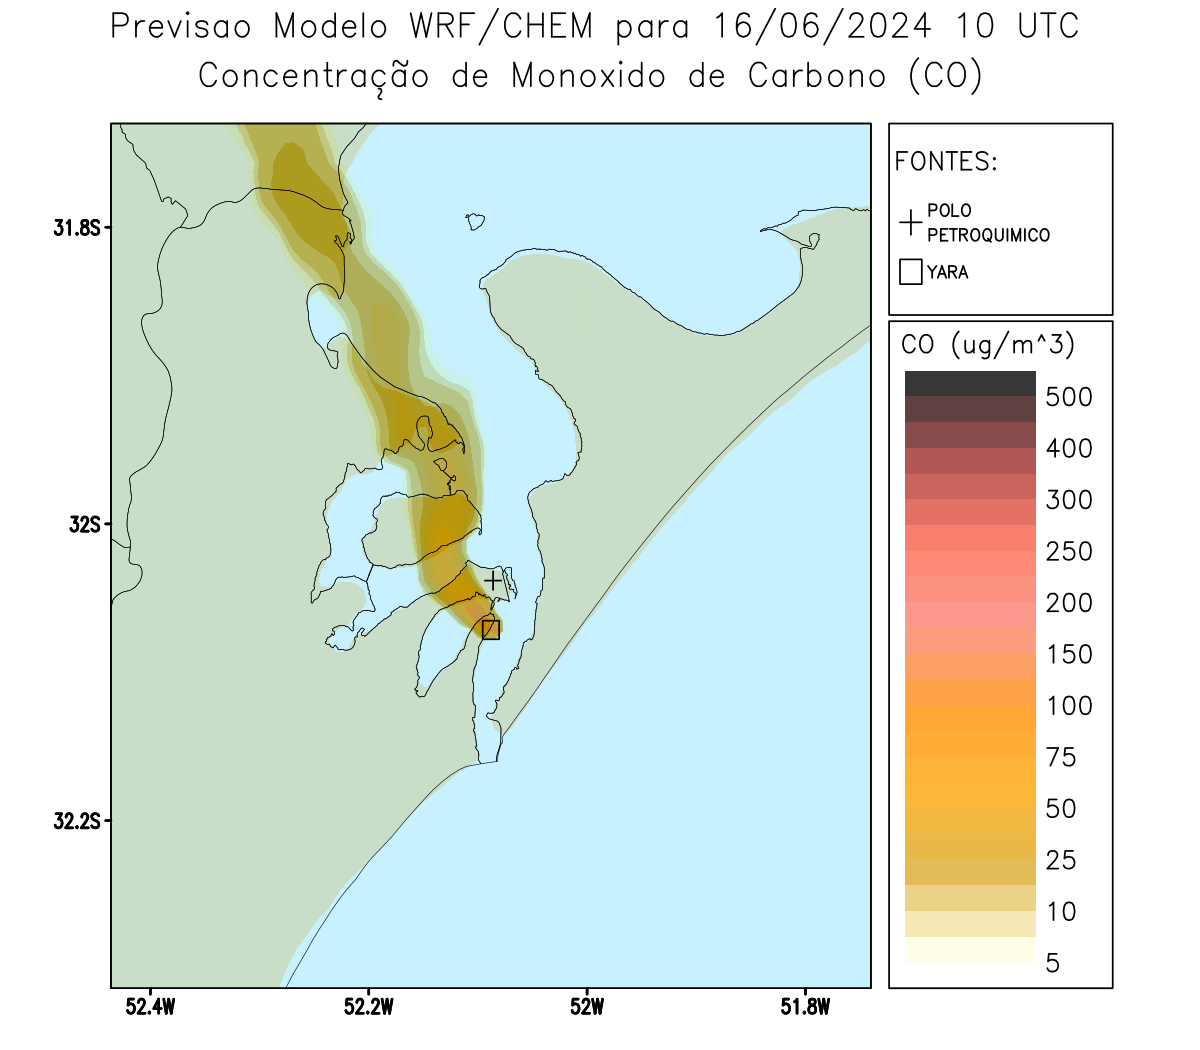 Previsao Modelo WRF/CHEM para 16/06/2024 10 UTC
Concentração de Monoxido de Carbono (CO)
FONTES:
POLO
PETROQUIMICO
YARA
CO (ug/m^3)
500
400
300
250
200
150
100
75
50
25
10
5
31.8S
32S
32.2S
52.4W
52.2W
52W
51.8W